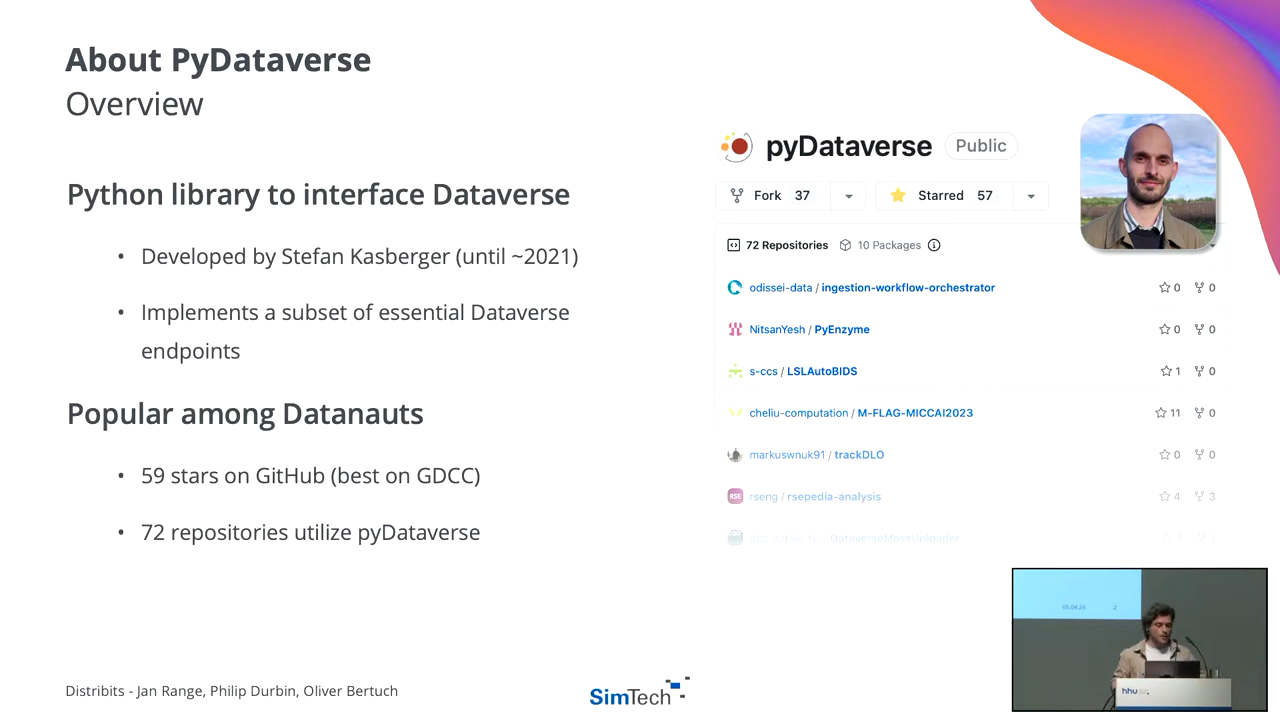 About PyDataverse
Overview
Python library to interface Dataverse
• Developed by Stefan Kasberger (until ~2021)
• Implements a subset of essential Dataverse
endpoints
Popular among Datanauts
• 59 stars on GitHub (best on GDCC)
• 72 repositories utilize pyDataverse
pyDataverse Public
Fork 37 Starred 57
72 Repositories 10 Packages
odissei-data / ingestion-workflow-orchestrator 0 0
NitsanYesh / PyEnzyme 0 0
s-ccs / LSLAutoBIDS 1 0
cheliu-computation / M-FLAG-MICCAI2023 11 0
markuswnuk91 / trackDLO 0 0
RSE rseng / rsepedia-analysis 4 3
DataverseMassUploader
05.04.24 2
hhu
Distribits - Jan Range, Philip Durbin, Oliver Bertuch
SimTech